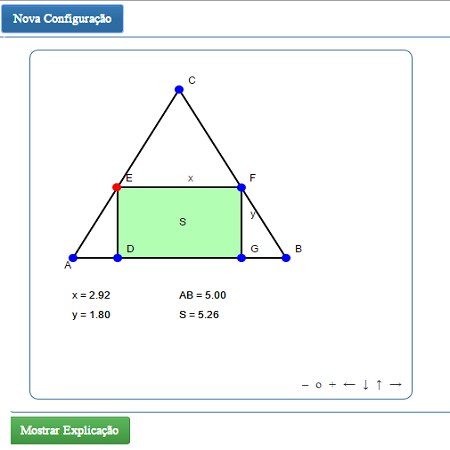 Nova Configuração
C
E x F
y
S
D G B
A
x = 2.92 AB = 5.00
y = 1.80 S = 5.26
– o + ← ↓ ↑ →
Mostrar Explicação